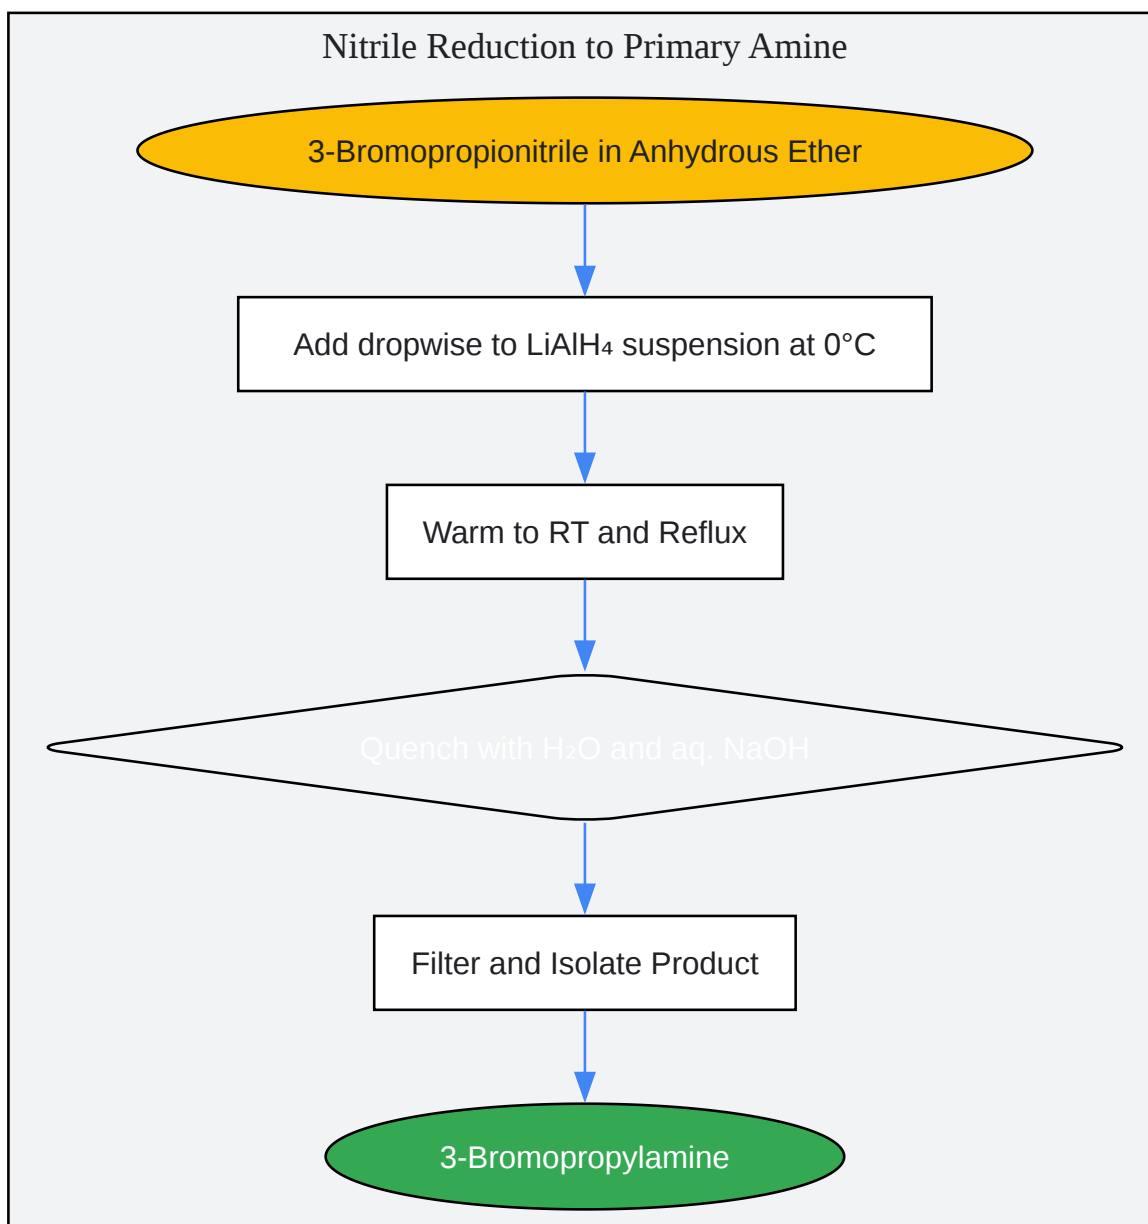 Nitrile Reduction to Primary Amine
3-Bromopropionitrile in Anhydrous Ether
Add dropwise to LiAlH₄ suspension at 0°C
Warm to RT and Reflux
Quench with H₂O and aq. NaOH
Filter and Isolate Product
3-Bromopropylamine